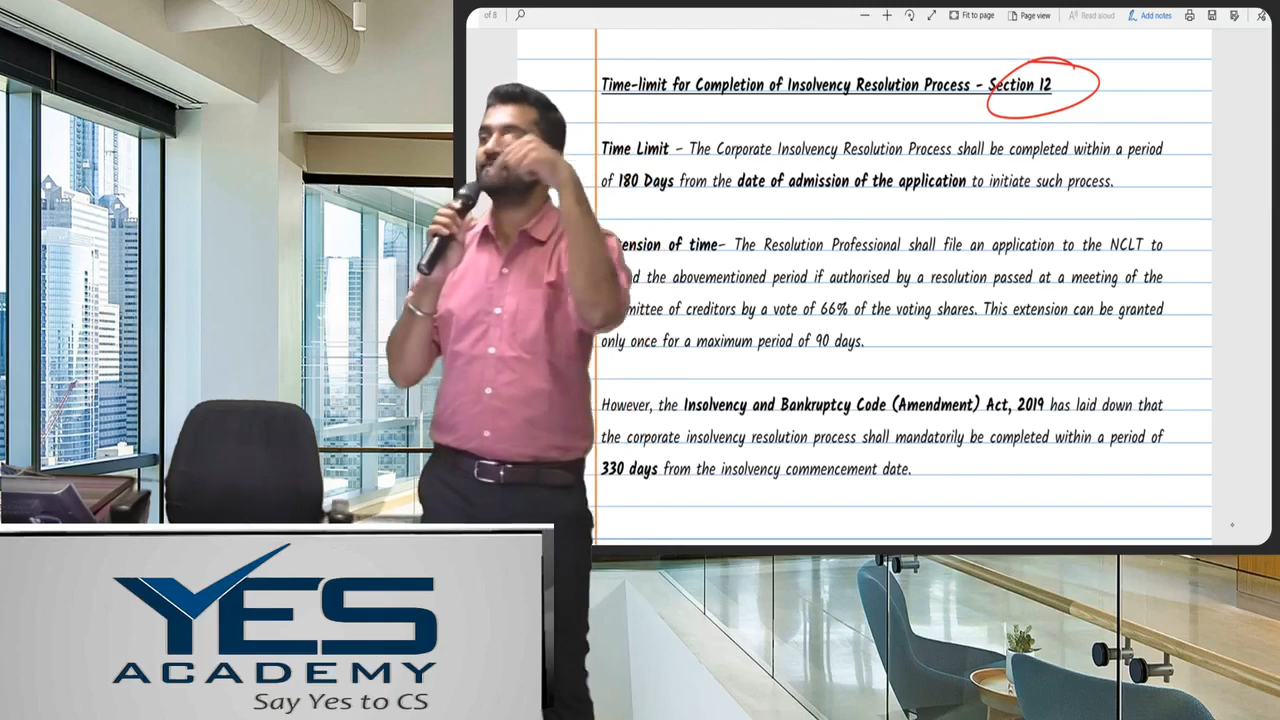 of 8
Fit to page
Page view
Read aloud
Add notes
Time-limit for Completion of Insolvency Resolution Process - Section 12
Time Limit – The Corporate Insolvency Resolution Process shall be completed within a period
of 180 Days from the date of admission of the application to initiate such process.
of time– The Resolution Professional shall file an application to the NCLT to
the abovementioned period if authorised by a resolution passed at a meeting of the
of creditors by a vote of 66% of the voting shares. This extension can be granted
only once for a maximum period of 90 days.
However, the Insolvency and Bankruptcy Code (Amendment) Act, 2019 has laid down that
the corporate insolvency resolution process shall mandatorily be completed within a period of
330 days from the insolvency commencement date.
YES
ACADEMY
Say Yes to CS